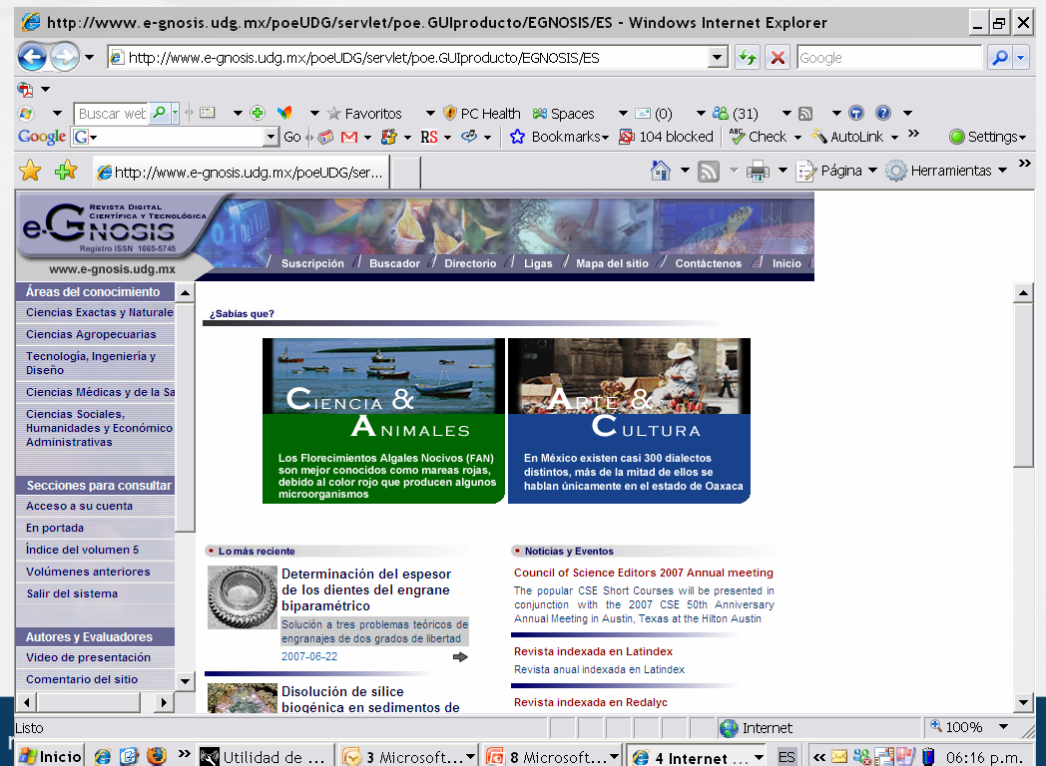 http://www.e-gnosis.udg.mx/poeUDG/servlet/poe.GUIproducto/EGNOSIS/ES - Windows Internet Explorer
http://www.e-gnosis.udg.mx/poeUDG/servlet/poe.GUIproducto/EGNOSIS/ES
Google
Buscar wet
Favoritos PC Health Spaces (0) (31)
Google G Go RS Bookmarks 104 blocked Check AutoLink » Settings
http://www.e-gnosis.udg.mx/poeUDG/ser...
Página Herramientas »
REVISTA DIGITAL
CIENTÍFICA Y TECNOLÓGICA
e-GNOSIS
Registro ISSN 1665-5745
www.e-gnosis.udg.mx
/ Suscripción / Buscador / Directorio / Ligas / Mapa del sitio / Contáctenos / Inicio
Áreas del conocimiento
Ciencias Exactas y Naturale
Ciencias Agropecuarias
Tecnología, Ingeniería y
Diseño
Ciencias Médicas y de la Sa
Ciencias Sociales,
Humanidades y Económico
Administrativas
Secciones para consultar
Acceso a su cuenta
En portada
Índice del volumen 5
Volúmenes anteriores
Salir del sistema
Autores y Evaluadores
Video de presentación
Comentario del sitio
¿Sabías que?
CIENCIA &
ANIMALES
Los Florecimientos Algales Nocivos (FAN)
son mejor conocidos como mareas rojas,
debido al color rojo que producen algunos
microorganismos
ARTE &
CULTURA
En México existen casi 300 dialectos
distintos, más de la mitad de ellos se
hablan únicamente en el estado de Oaxaca
• Lo más reciente
Determinación del espesor
de los dientes del engrane
biparamétrico
Solución a tres problemas teóricos de
engranajes de dos grados de libertad
2007-06-22
Disolución de sílice
biogénica en sedimentos de
• Noticias y Eventos
Council of Science Editors 2007 Annual meeting
The popular CSE Short Courses will be presented in
conjunction with the 2007 CSE 50th Anniversary
Annual Meeting in Austin, Texas at the Hilton Austin
Revista indexada en Latindex
Revista anual indexada en Latindex
Revista indexada en Redalyc
Listo Internet 100%
Inicio » Utilidad de ... 3 Microsoft... 8 Microsoft... 4 Internet ... ES « 06:16 p.m.